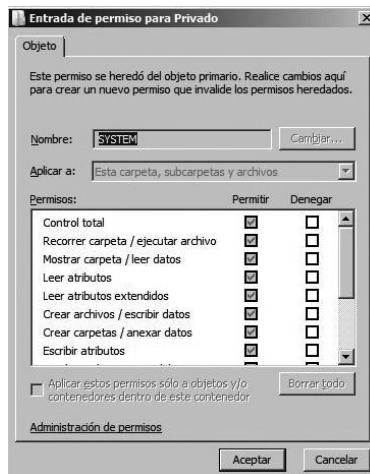 Entrada de permiso para Privado
Objeto
Este permiso se heredó del objeto primario. Realice cambios aquí
para crear un nuevo permiso que invalide los permisos heredados.
Nombre: SYSTEM Cambiar...
Aplicar a: Esta carpeta, subcarpetas y archivos
Permisos: Permitir Denegar
Control total
Recorrer carpeta / ejecutar archivo
Mostrar carpeta / leer datos
Leer atributos
Leer atributos extendidos
Crear archivos / escribir datos
Crear carpetas / anexar datos
Escribir atributos
Aplicar estos permisos sólo a objetos y/o
contenedores dentro de este contenedor
Borrar todo
Administración de permisos
Aceptar Cancelar